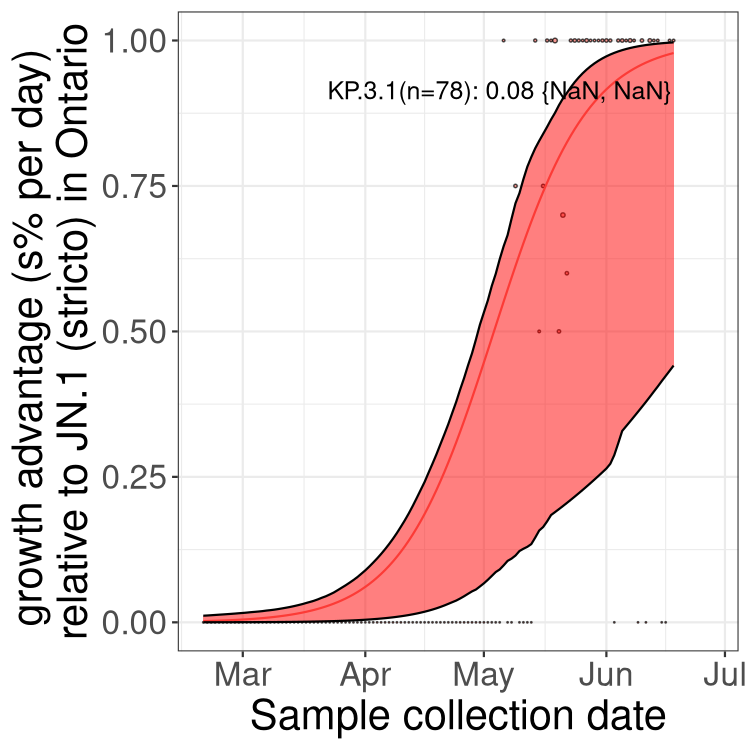 growth advantage (s% per day)
relative to JN.1 (stricto) in Ontario
1.00
0.75
0.50
0.25
0.00
KP.3.1(n=78): 0.08 {NaN, NaN}
Mar Apr May Jun Jul
Sample collection date